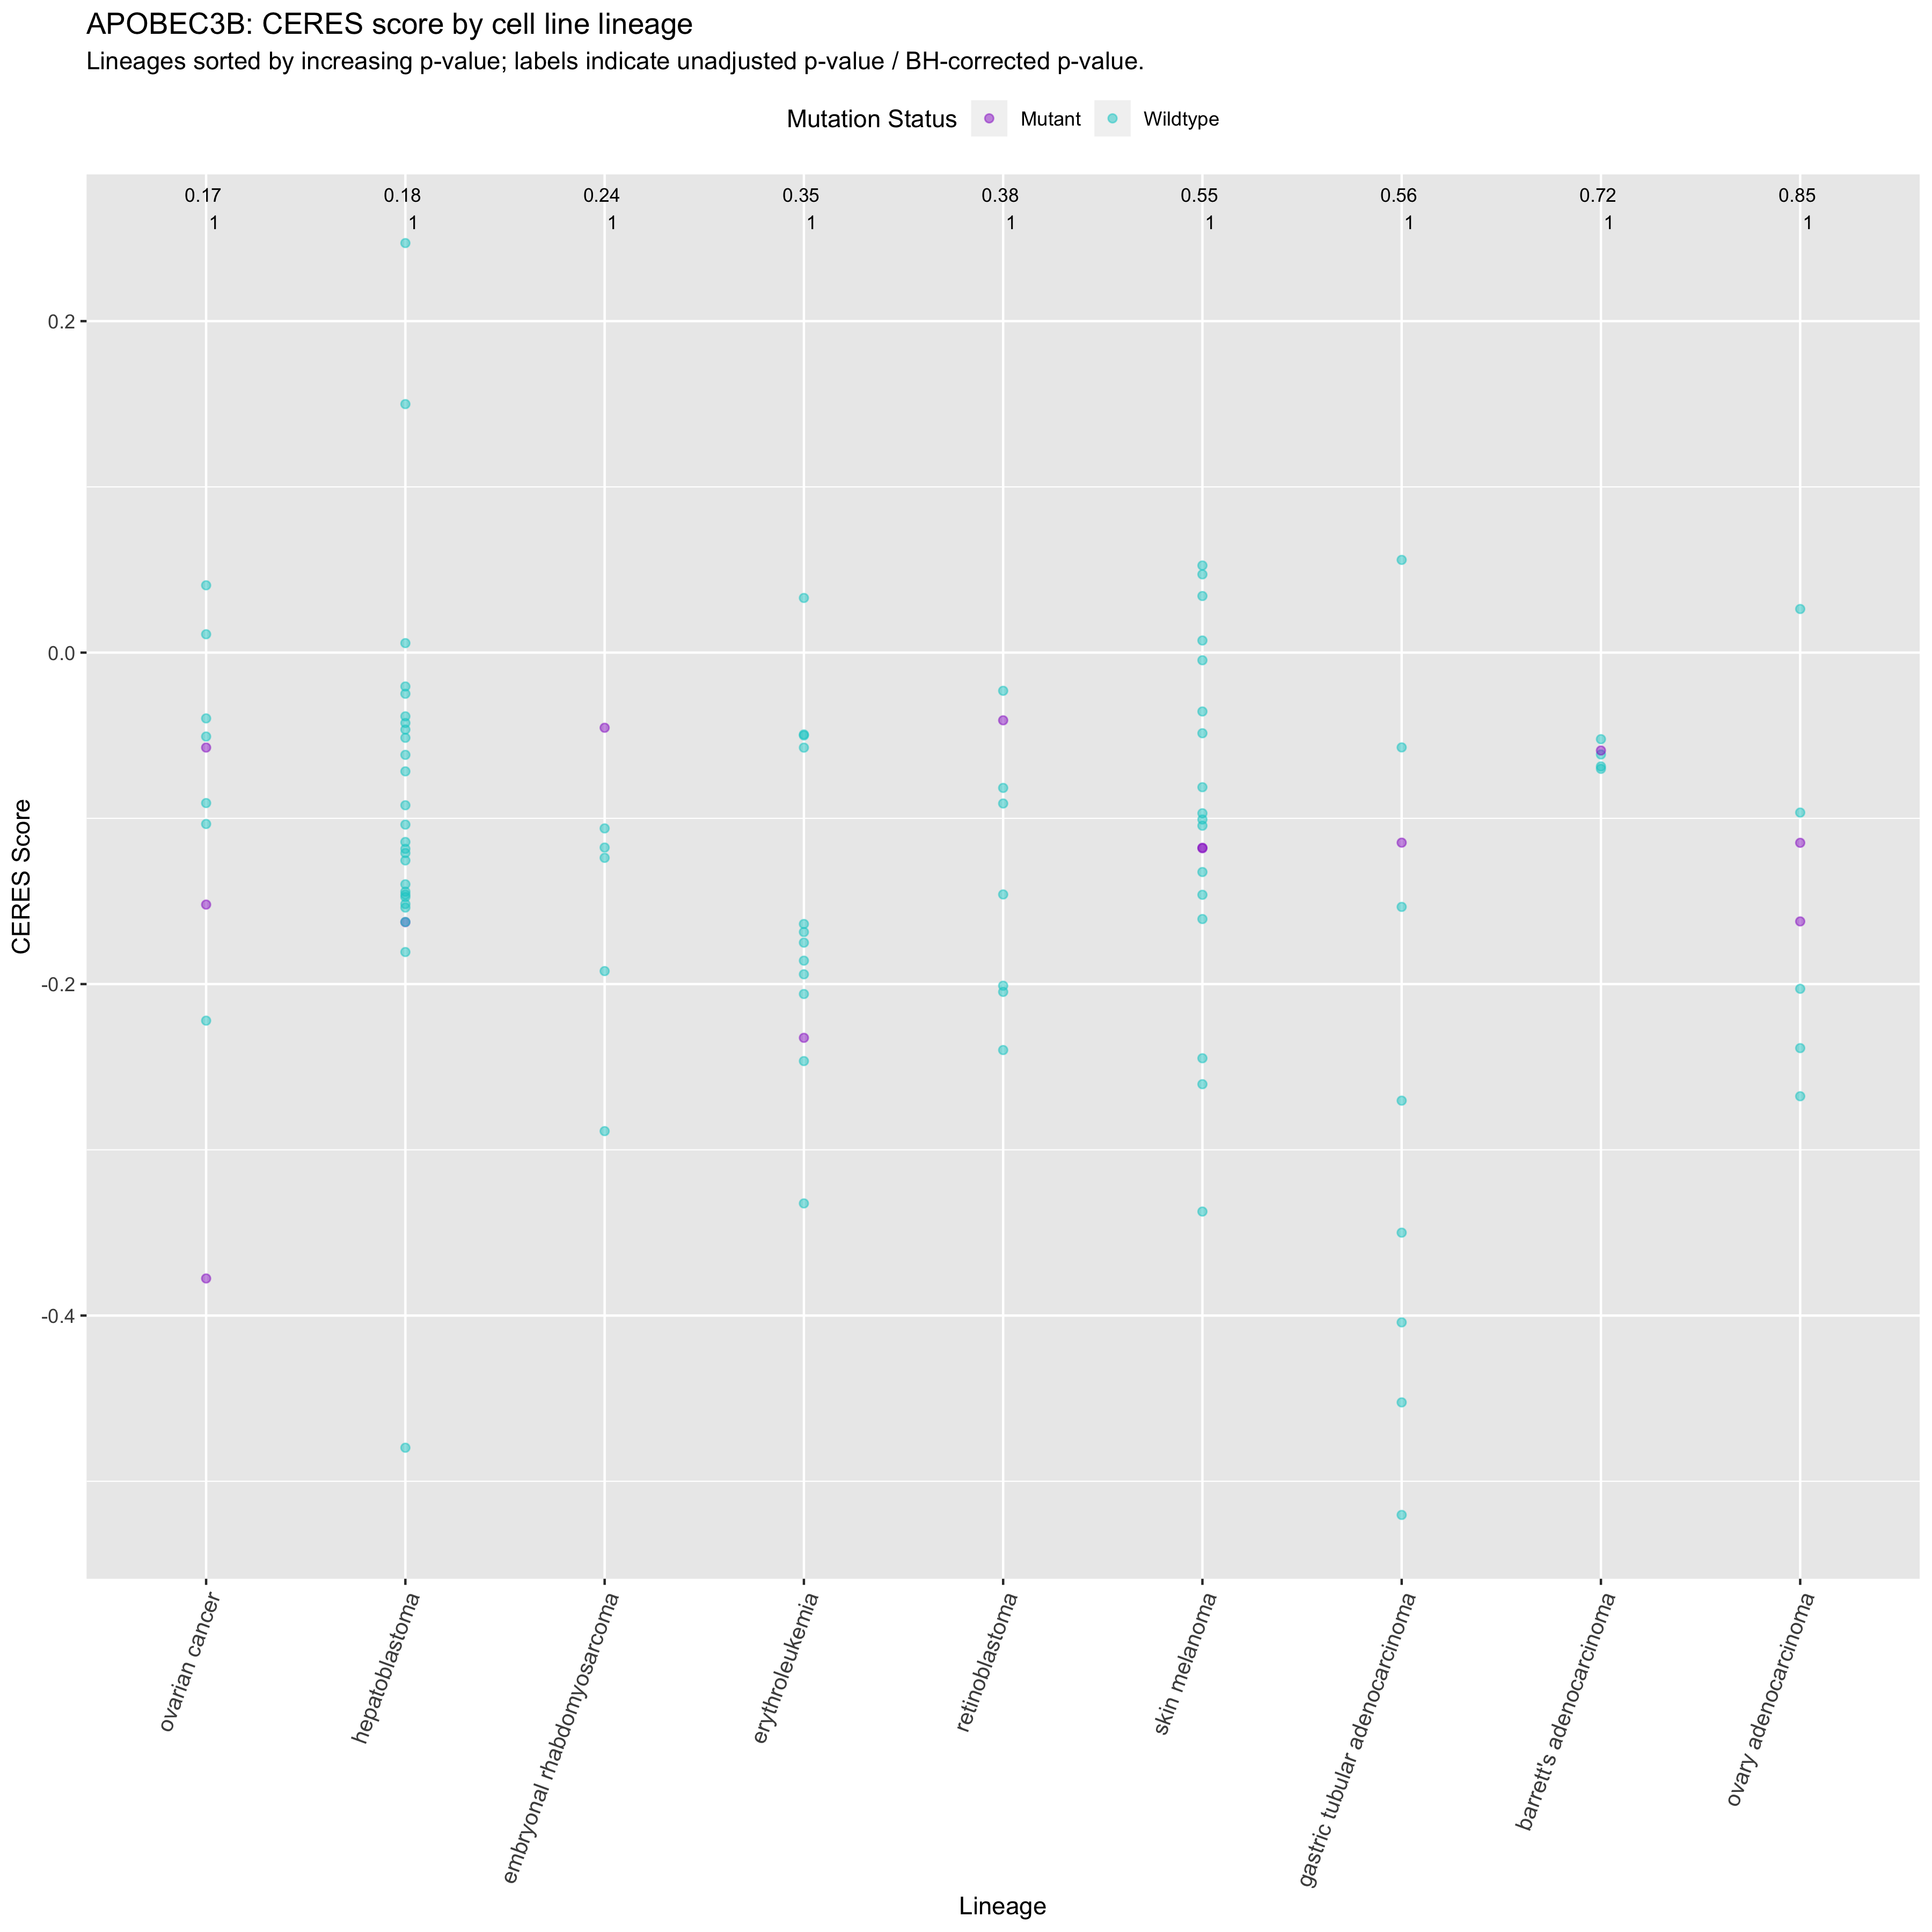 APOBEC3B: CERES score by cell line lineage
Lineages sorted by increasing p-value; labels indicate unadjusted p-value / BH-corrected p-value.
Mutation Status Mutant Wildtype
0.17 0.18 0.24 0.35 0.38 0.55 0.56 0.72 0.85
1 1 1 1 1 1 1 1 1
0.2
0.0
-0.2
-0.4
CERES Score
ovarian cancer
hepatoblastoma
embryonal rhabdomyosarcoma
erythroleukemia
retinoblastoma
skin melanoma
gastric tubular adenocarcinoma
barrett's adenocarcinoma
ovary adenocarcinoma
Lineage